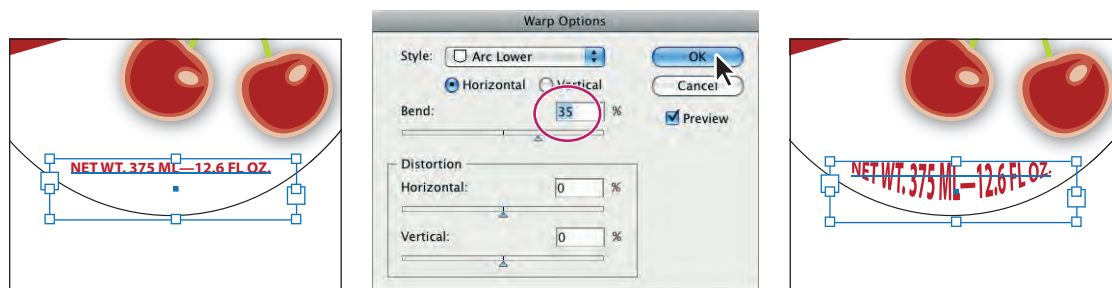 NET WT. 375 ML—12.6 FL OZ.
Warp Options
Style: Arc Lower
OK
Horizontal Vertical
Cancel
Bend: 35 %
Preview
Distortion
Horizontal: 0 %
Vertical: 0 %
NET WT. 375 ML—12.6 FL OZ.